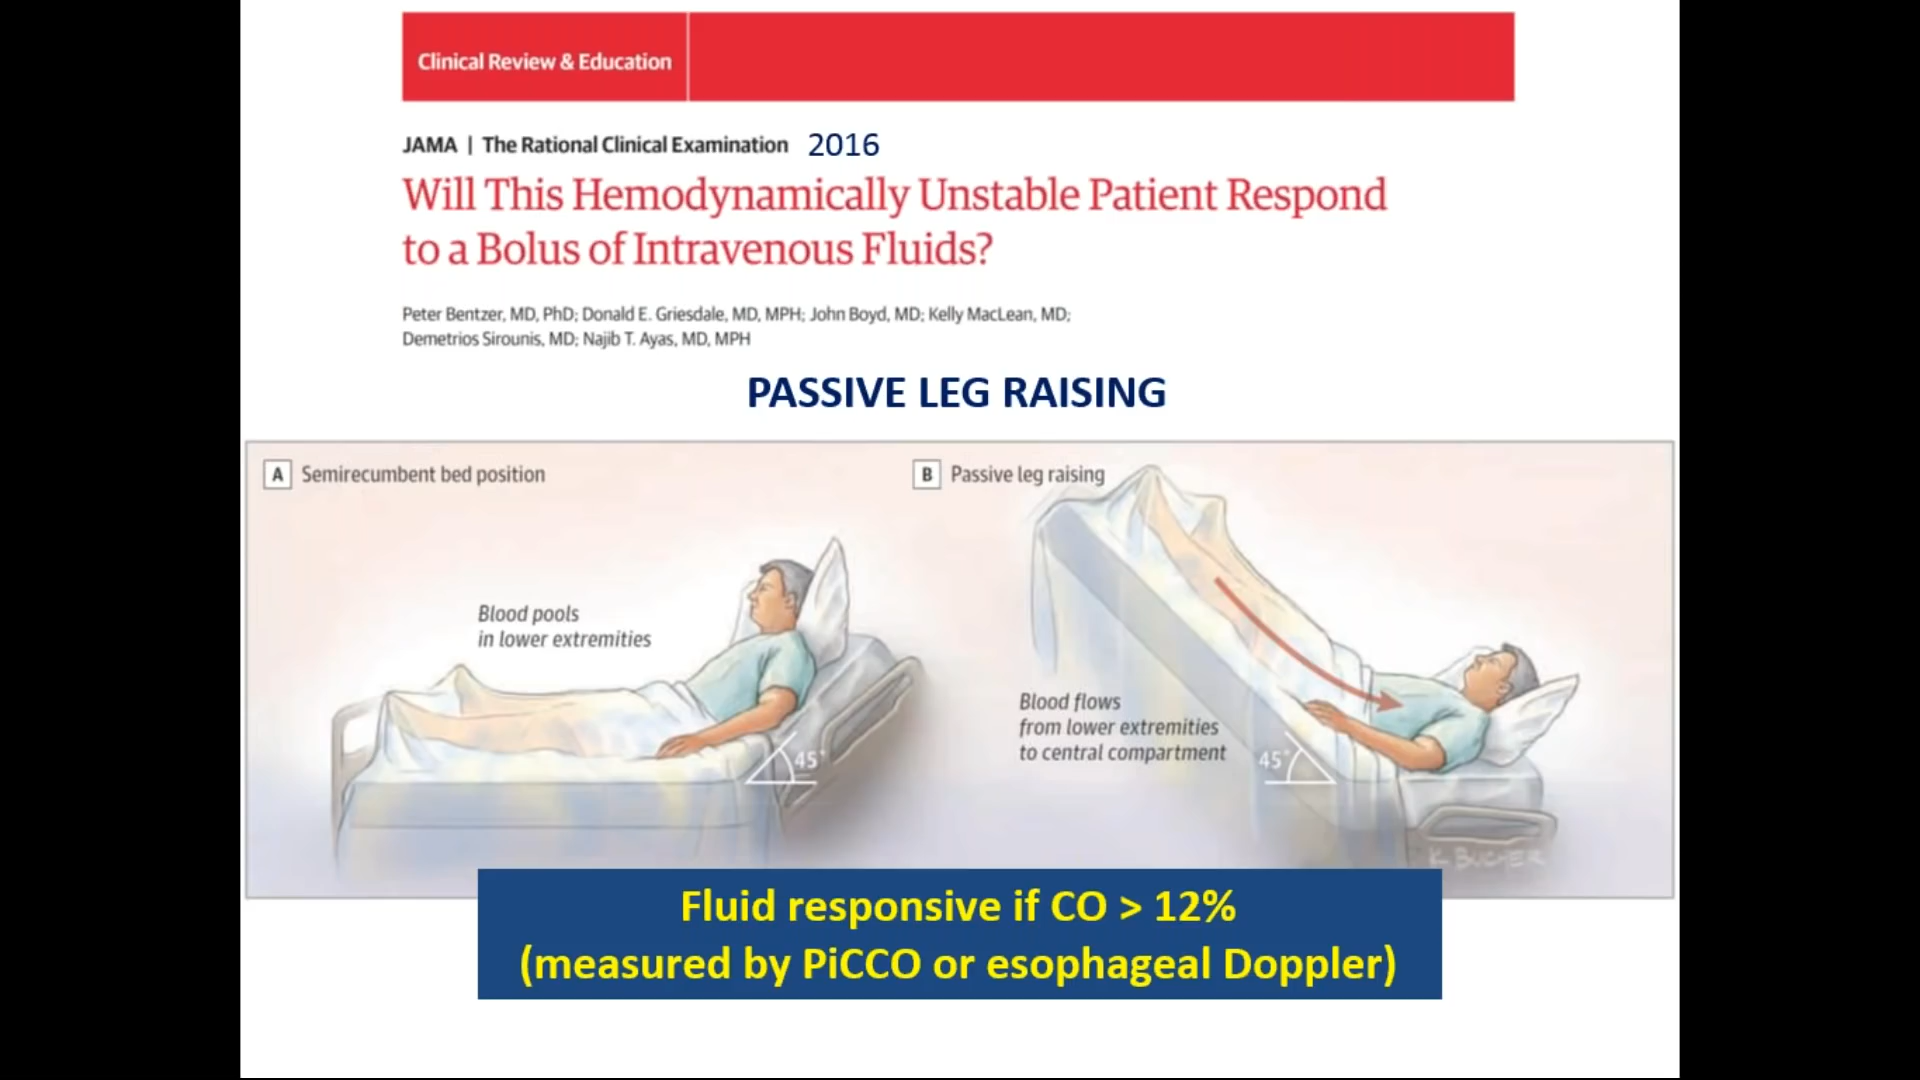 Clinical Review & Education
JAMA | The Rational Clinical Examination 2016
Will This Hemodynamically Unstable Patient Respond
to a Bolus of Intravenous Fluids?
Peter Bentzer, MD, PhD; Donald E. Griesdale, MD, MPH; John Boyd, MD; Kelly MacLean, MD;
Demetrios Sirounis, MD; Najib T. Ayas, MD, MPH
PASSIVE LEG RAISING
A Semirecumbent bed position
Blood pools
in lower extremities
45°
B Passive leg raising
Blood flows
from lower extremities
to central compartment
45°
K. BUCHER
Fluid responsive if CO > 12%
(measured by PiCCO or esophageal Doppler)